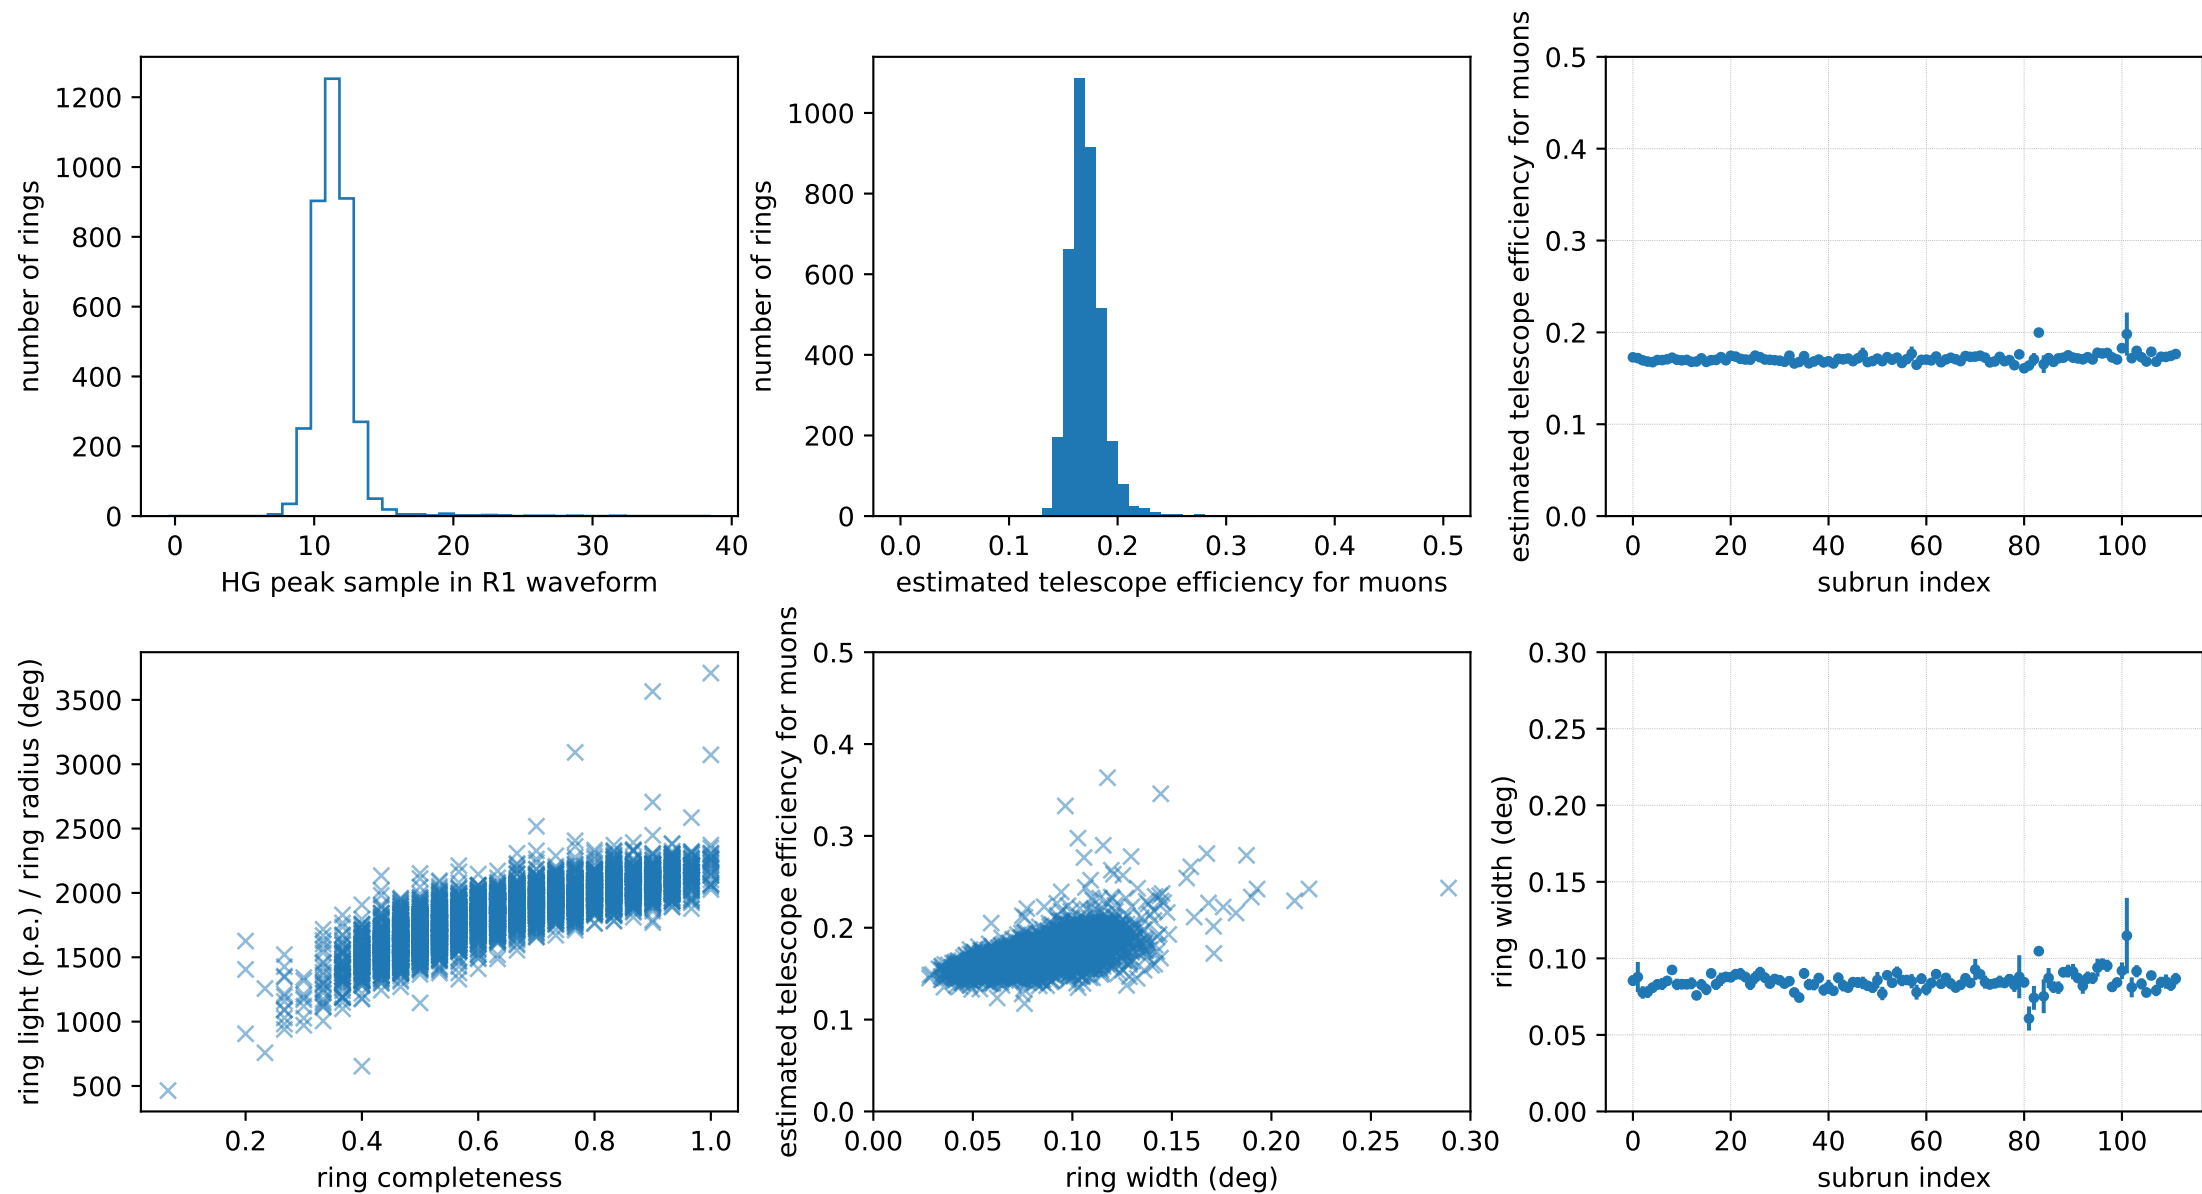 number of rings
1200
1000
800
600
400
200
0
0 10 20 30 40
HG peak sample in R1 waveform
number of rings
1000
800
600
400
200
0
0.0 0.1 0.2 0.3 0.4 0.5
estimated telescope efficiency for muons
estimated telescope efficiency for muons
0.5
0.4
0.3
0.2
0.1
0.0
0 20 40 60 80 100
subrun index
ring light (p.e.) / ring radius (deg)
3500
3000
2500
2000
1500
1000
500
0.2 0.4 0.6 0.8 1.0
ring completeness
estimated telescope efficiency for muons
0.5
0.4
0.3
0.2
0.1
0.0
0.00 0.05 0.10 0.15 0.20 0.25 0.30
ring width (deg)
ring width (deg)
0.30
0.25
0.20
0.15
0.10
0.05
0.00
0 20 40 60 80 100
subrun index